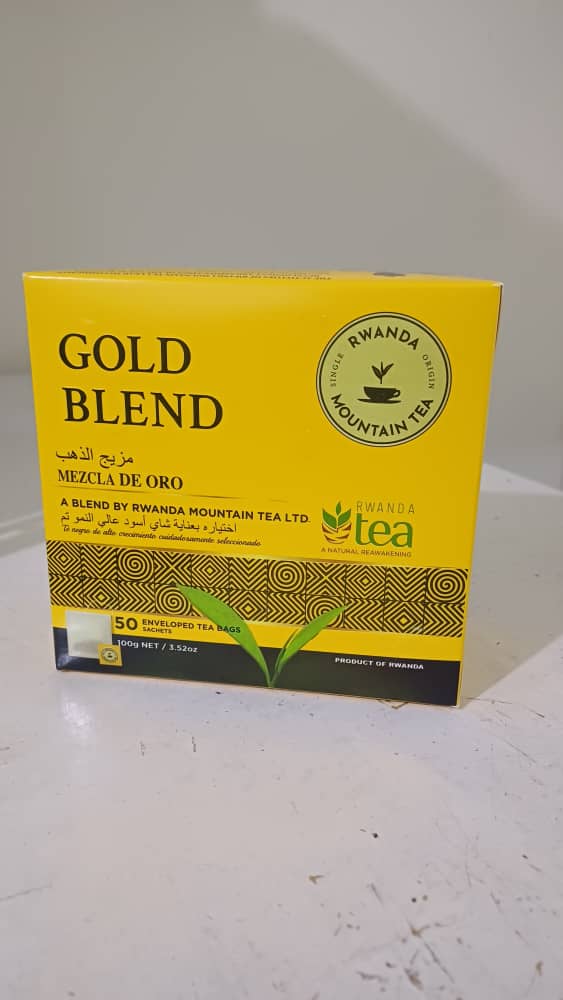 GOLD
BLEND
مزيج الذهب
MEZCLA DE ORO
A BLEND BY RWANDA MOUNTAIN TEA LTD.
اختياره بعناية شاي أسود عالي النمو تم
Té negro de alto crecimiento cuidadosamente seleccionado
RWANDA
SINGLE ORIGIN
MOUNTAIN TEA
RWANDA
tea
A NATURAL REAWAKENING
50 ENVELOPED TEA BAGS
SACHETS
100g NET / 3.52oz
PRODUCT OF RWANDA